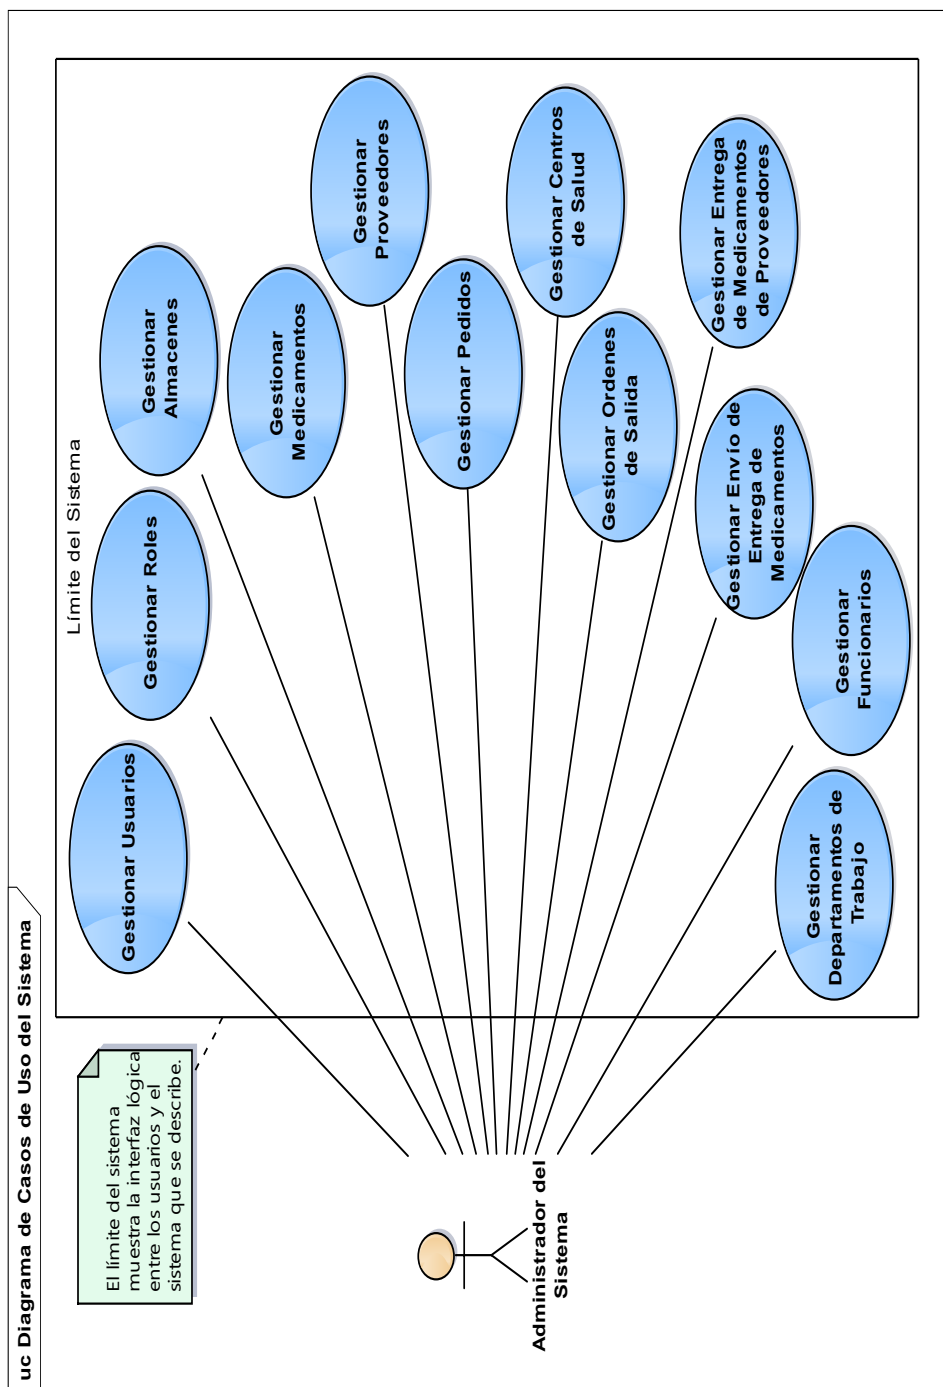 uc Diagrama de Casos de Uso del Sistema
El límite del sistema
muestra la interfaz lógica
entre los usuarios y el
sistema que se describe.
Límite del Sistema
Gestionar Usuarios
Gestionar Roles
Gestionar
Almacenes
Gestionar
Medicamentos
Gestionar
Proveedores
Gestionar Pedidos
Gestionar Centros
de Salud
Gestionar Ordenes
de Salida
Gestionar Entrega
de Medicamentos
de Proveedores
Gestionar Envío de
Entrega de
Medicamentos
Gestionar
Funcionarios
Gestionar
Departamentos de
Trabajo
Administrador del
Sistema